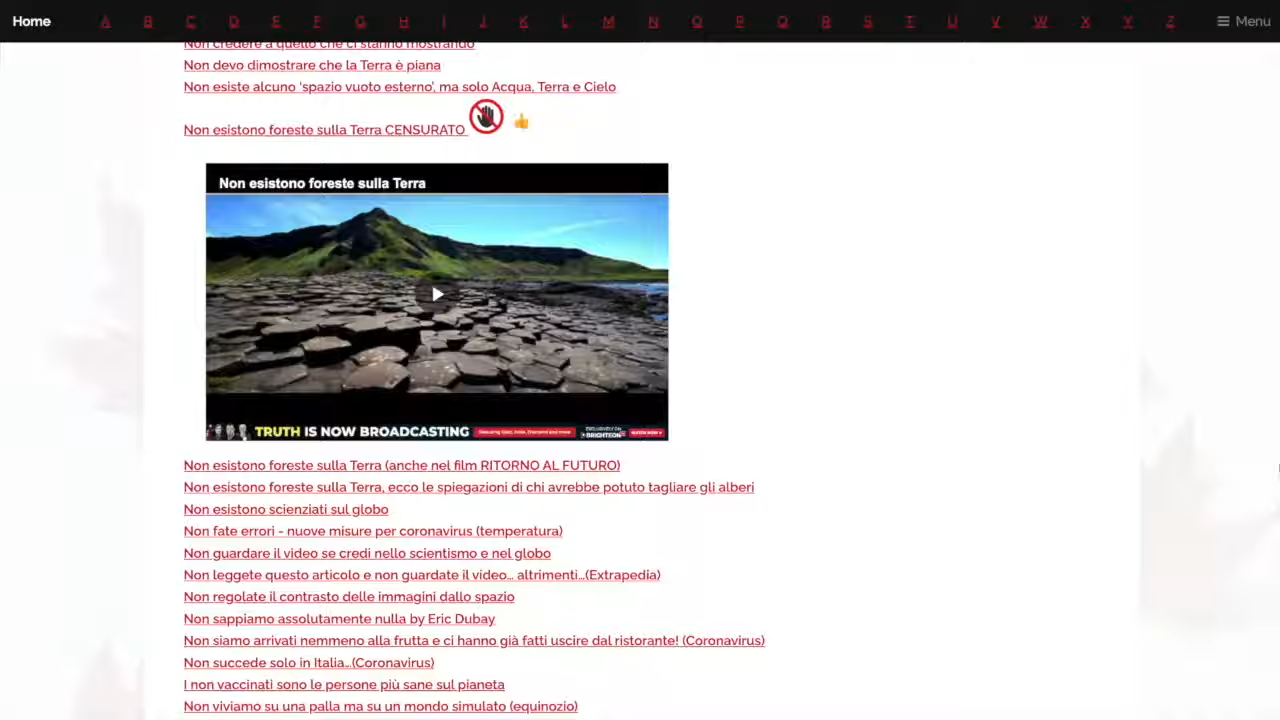 Home A B C D E F G H I J K L M N O P Q R S T U V W X Y Z Menu
Non credere a quello che ci stanno mostrando
Non devo dimostrare che la Terra è piana
Non esiste alcuno ‘spazio vuoto esterno’, ma solo Acqua, Terra e Cielo
Non esistono foreste sulla Terra CENSURATO
Non esistono foreste sulla Terra
TRUTH IS NOW BROADCASTING
EXCLUSIVELY ON
BRIGHTEON
WATCH NOW
Non esistono foreste sulla Terra (anche nel film RITORNO AL FUTURO)
Non esistono foreste sulla Terra, ecco le spiegazioni di chi avrebbe potuto tagliare gli alberi
Non esistono scienziati sul globo
Non fate errori - nuove misure per coronavirus (temperatura)
Non guardare il video se credi nello scientismo e nel globo
Non leggete questo articolo e non guardate il video... altrimenti...(Extrapedia)
Non regolate il contrasto delle immagini dallo spazio
Non sappiamo assolutamente nulla by Eric Dubay
Non siamo arrivati nemmeno alla frutta e ci hanno già fatti uscire dal ristorante! (Coronavirus)
Non succede solo in Italia...(Coronavirus)
I non vaccinati sono le persone più sane sul pianeta
Non viviamo su una palla ma su un mondo simulato (equinozio)